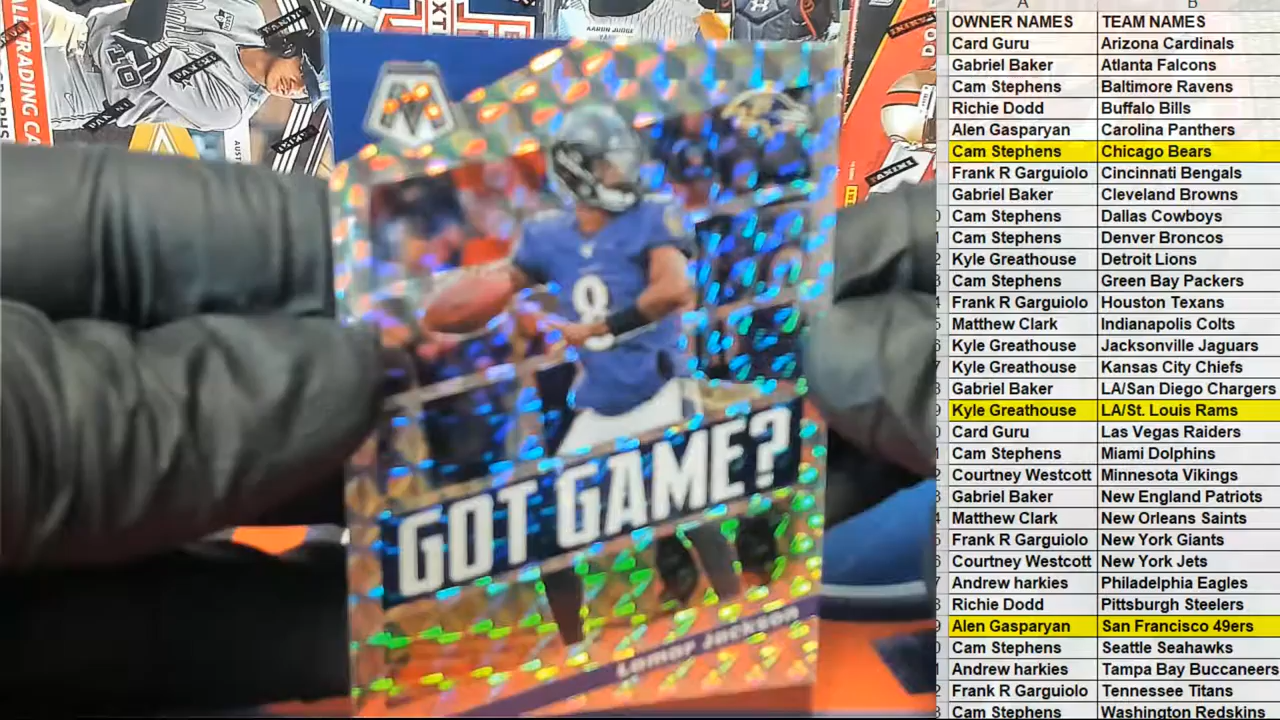 A B
OWNER NAMES TEAM NAMES
Card Guru Arizona Cardinals
Gabriel Baker Atlanta Falcons
Cam Stephens Baltimore Ravens
Richie Dodd Buffalo Bills
Alen Gasparyan Carolina Panthers
Cam Stephens Chicago Bears
Frank R Garguiolo Cincinnati Bengals
Gabriel Baker Cleveland Browns
Cam Stephens Dallas Cowboys
Cam Stephens Denver Broncos
Kyle Greathouse Detroit Lions
Cam Stephens Green Bay Packers
Frank R Garguiolo Houston Texans
Matthew Clark Indianapolis Colts
Kyle Greathouse Jacksonville Jaguars
Kyle Greathouse Kansas City Chiefs
Gabriel Baker LA/San Diego Chargers
Kyle Greathouse LA/St. Louis Rams
Card Guru Las Vegas Raiders
Cam Stephens Miami Dolphins
Courtney Westcott Minnesota Vikings
Gabriel Baker New England Patriots
Matthew Clark New Orleans Saints
Frank R Garguiolo New York Giants
Courtney Westcott New York Jets
Andrew harkies Philadelphia Eagles
Richie Dodd Pittsburgh Steelers
Alen Gasparyan San Francisco 49ers
Cam Stephens Seattle Seahawks
Andrew harkies Tampa Bay Buccaneers
Frank R Garguiolo Tennessee Titans
Cam Stephens Washington Redskins
AARON JUDGE
PANINI
PANINI
8
GOT GAME?
Lamar Jackson